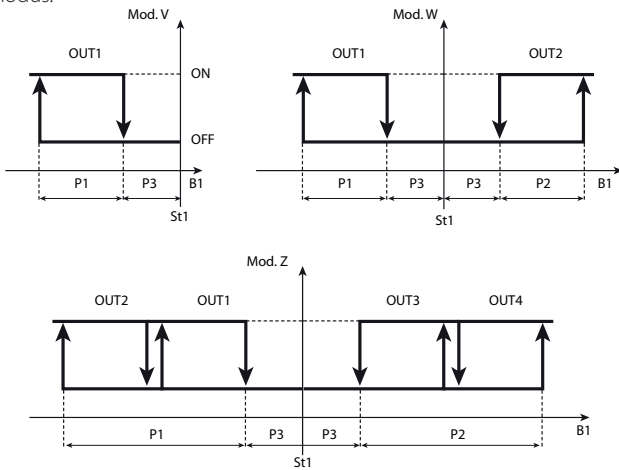 modus.
Mod. V
OUT1
ON
OFF
P1 P3 B1
St1
Mod. W
OUT1 OUT2
P1 P3 P3 P2 B1
St1
Mod. Z
OUT2 OUT1 OUT3 OUT4
P1 P3 P3 P2 B1
St1